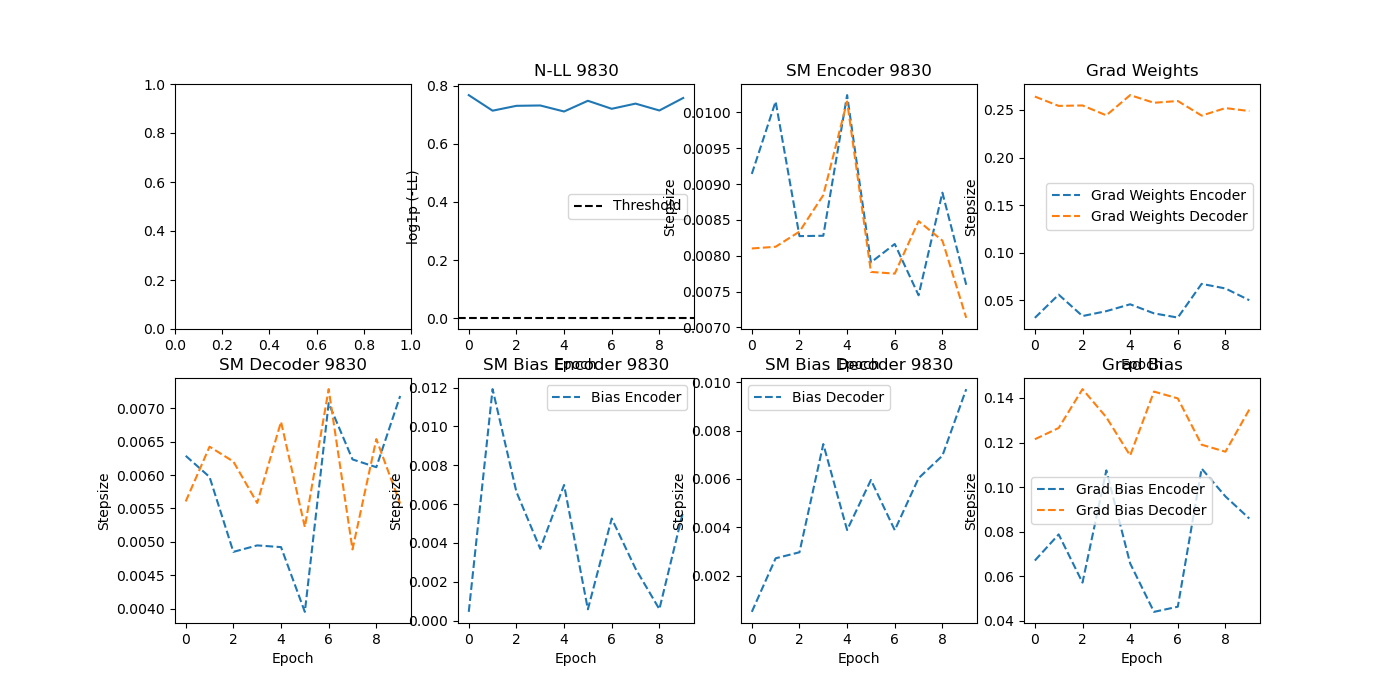 N-LL 9830
SM Encoder 9830
Grad Weights
1.0
0.8
0.6
0.4
0.2
0.0
0.0 0.2 0.4 0.6 0.8 1.0
log1p (-LL)
0.8
0.6
0.4
0.2
0.0
Threshold
0 2 4 6 8
Epoch
Stepsize
0.0100
0.0095
0.0090
0.0085
0.0080
0.0075
0.0070
0 2 4 6 8
Epoch
Stepsize
0.25
0.20
0.15
0.10
0.05
Grad Weights Encoder
Grad Weights Decoder
0 2 4 6 8
Epoch
SM Decoder 9830
SM Bias Encoder 9830
SM Bias Decoder 9830
Grad Bias
Stepsize
0.0070
0.0065
0.0060
0.0055
0.0050
0.0045
0.0040
0 2 4 6 8
Epoch
Stepsize
0.012
0.010
0.008
0.006
0.004
0.002
0.000
Bias Encoder
0 2 4 6 8
Epoch
Stepsize
0.010
0.008
0.006
0.004
0.002
Bias Decoder
0 2 4 6 8
Epoch
Stepsize
0.14
0.12
0.10
0.08
0.06
0.04
Grad Bias Encoder
Grad Bias Decoder
0 2 4 6 8
Epoch